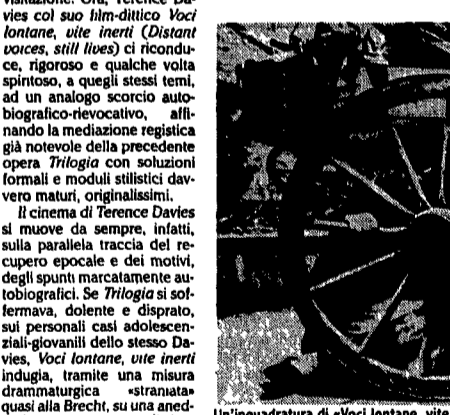 visitazione. Ora, Terence Da-
vies col suo film-dittico Voci
lontane, vite inerti (Distant
voices, still lives) ci ricondu-
ce, rigoroso e qualche volta
spiritoso, a quegli stessi temi,
ad un analogo scorcio auto-
biografico-rievocativo, affi-
nando la mediazione registica
già notevole della precedente
opera Trilogia con soluzioni
formali e moduli stilistici dav-
vero maturi, originalissimi.
Il cinema di Terence Davies
si muove da sempre, infatti,
sulla parallela traccia del re-
cupero epocale e dei motivi,
degli spunti marcatamente au-
tobiografici. Se Trilogia si sof-
fermava, dolente e disprato,
sui personali casi adolescen-
ziali-giovanili dello stesso Da-
vies, Voci lontane, vite inerti
indugia, tramite una misura
drammaturgica «straniata»
quasi alla Brecht, su una aned-
Un'inquadratura di «Voci lontane, vite